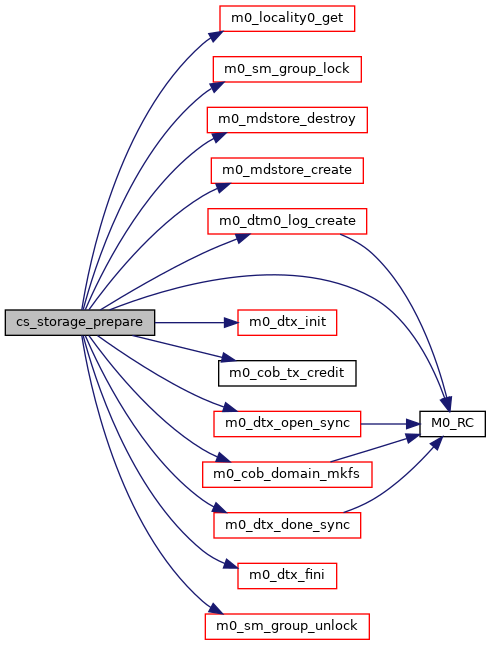 m0_locality0_get
m0_sm_group_lock
m0_mdstore_destroy
m0_mdstore_create
m0_dtm0_log_create
cs_storage_prepare
m0_dtx_init
m0_cob_tx_credit
m0_dtx_open_sync
M0_RC
m0_cob_domain_mkfs
m0_dtx_done_sync
m0_dtx_fini
m0_sm_group_unlock